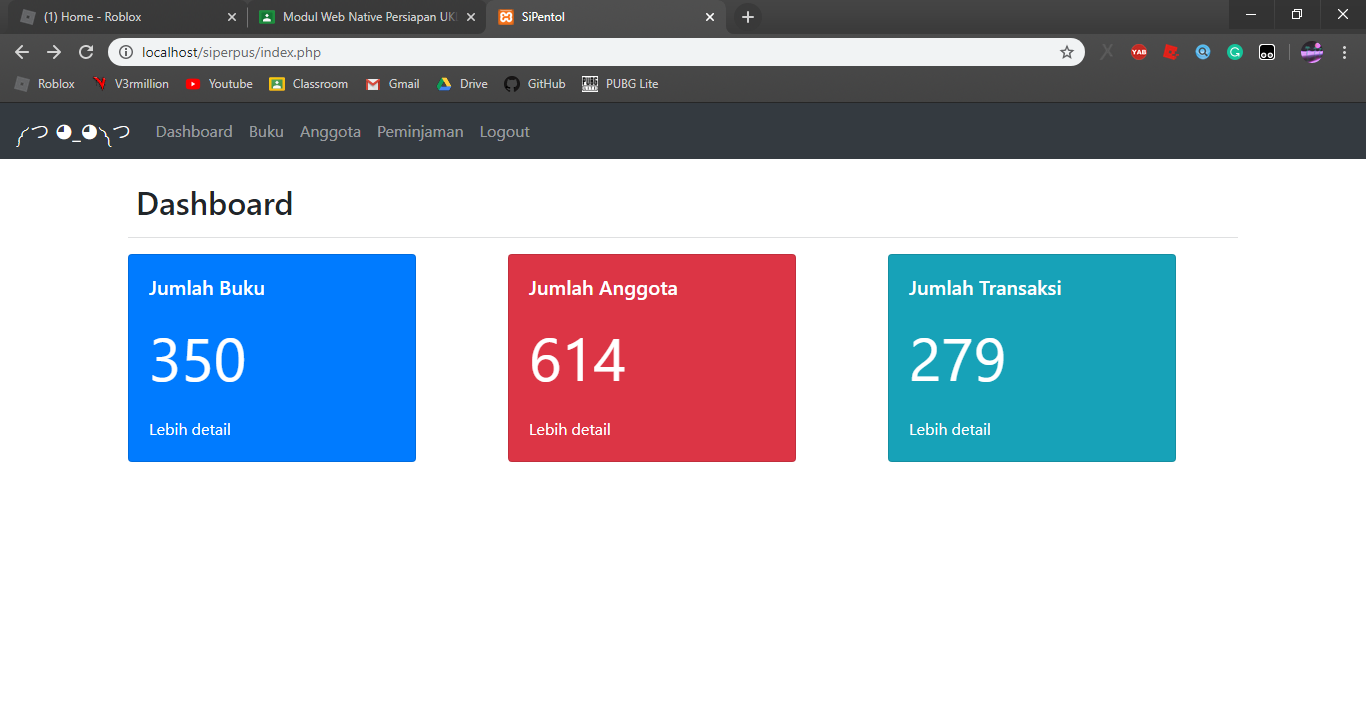 (1) Home - Roblox
Modul Web Native Persiapan UK
SiPentol
localhost/siperpus/index.php
YAB
Roblox V3rmillion Youtube Classroom Gmail Drive GitHub PUBG Lite
༼つ ◕_◕༽つ Dashboard Buku Anggota Peminjaman Logout
Dashboard
Jumlah Buku
350
Lebih detail
Jumlah Anggota
614
Lebih detail
Jumlah Transaksi
279
Lebih detail